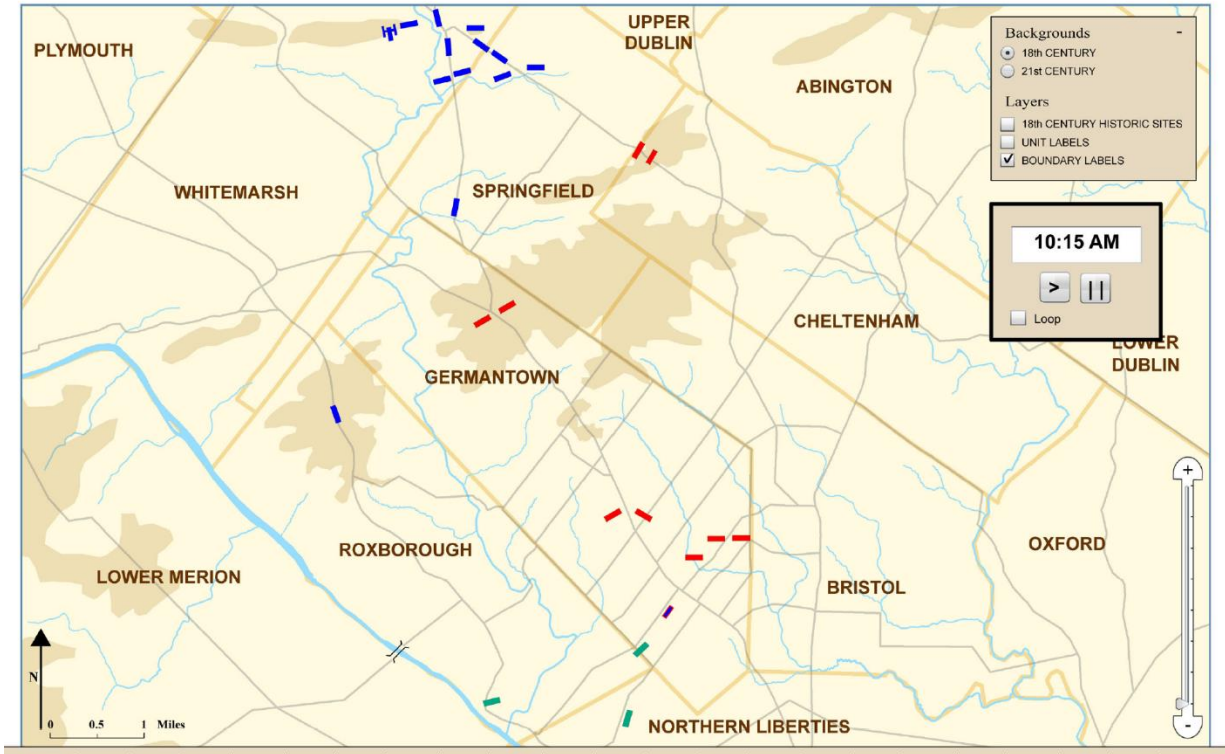 PLYMOUTH
UPPER
DUBLIN
ABINGTON
WHITEMARSH
SPRINGFIELD
CHELTENHAM
LOWER
DUBLIN
GERMANTOWN
ROXBOROUGH
LOWER MERION
OXFORD
BRISTOL
NORTHERN LIBERTIES
Backgrounds -
18th CENTURY
21st CENTURY
Layers
18th CENTURY HISTORIC SITES
UNIT LABELS
BOUNDARY LABELS
10:15 AM
> ||
Loop
+
-
N
0 0.5 1 Miles